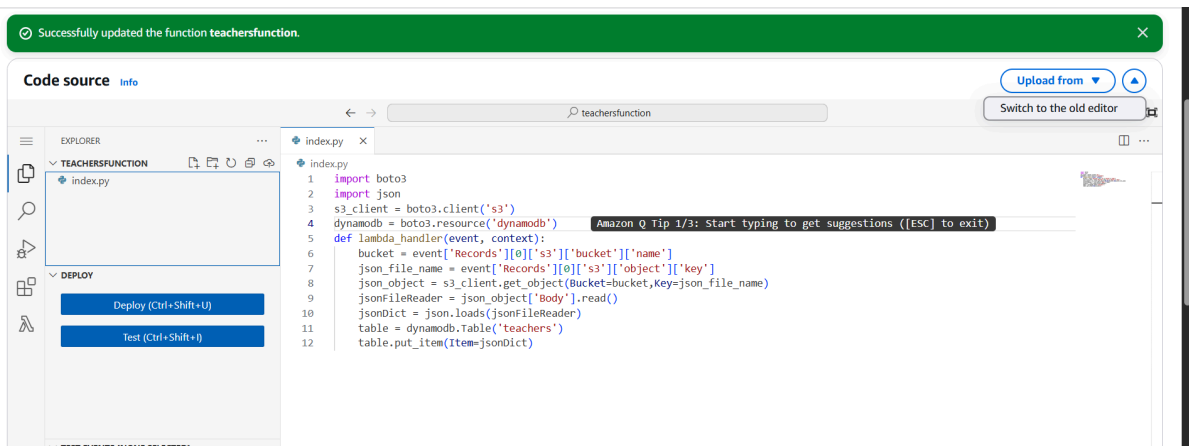 Successfully updated the function teachersfunction.
Code source Info
Upload from
Switch to the old editor
teachersfunction
EXPLORER
index.py
TEACHERSFUNCTION
index.py
index.py
DEPLOY
Deploy (Ctrl+Shift+U)
Test (Ctrl+Shift+I)
1 import boto3
2 import json
3 s3_client = boto3.client('s3')
4 dynamodb = boto3.resource('dynamodb') Amazon Q Tip 1/3: Start typing to get suggestions ([ESC] to exit)
5 def lambda_handler(event, context):
6 bucket = event['Records'][0]['s3']['bucket']['name']
7 json_file_name = event['Records'][0]['s3']['object']['key']
8 json_object = s3_client.get_object(Bucket=bucket,Key=json_file_name)
9 jsonFileReader = json_object['Body'].read()
10 jsonDict = json.loads(jsonFileReader)
11 table = dynamodb.Table('teachers')
12 table.put_item(Item=jsonDict)